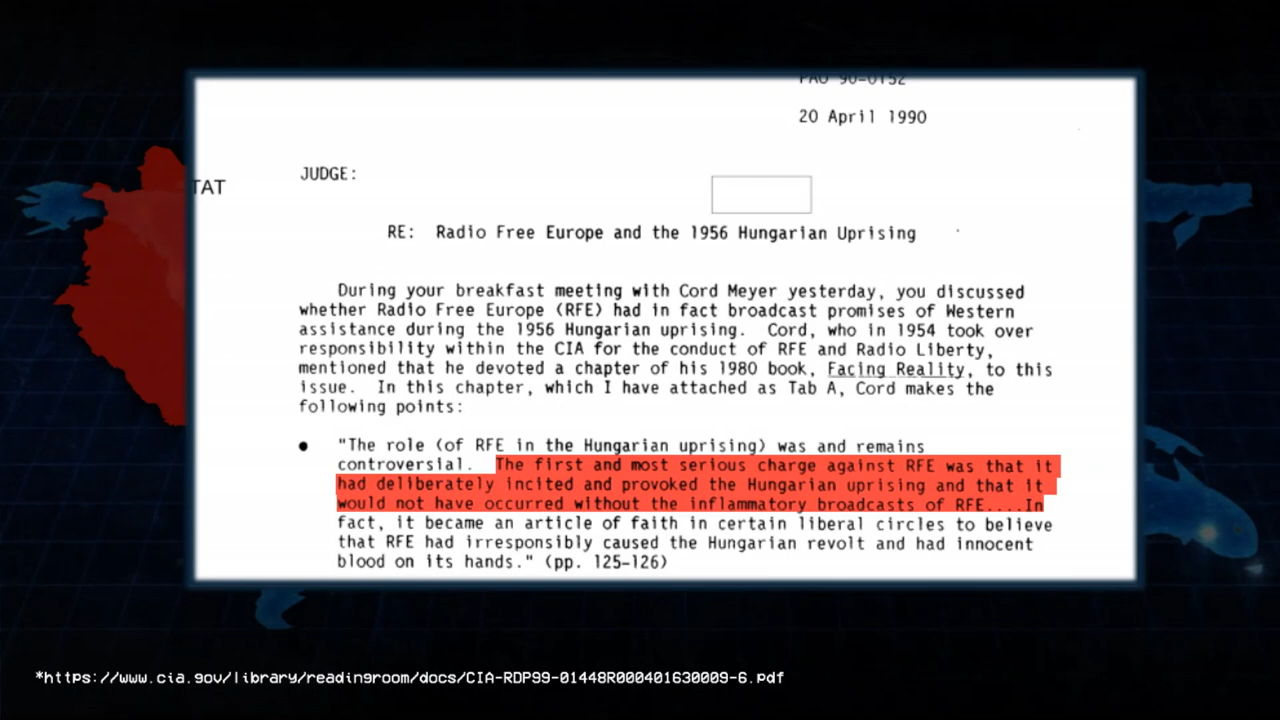 PAO 90-0152
20 April 1990
JUDGE:
TAT
RE: Radio Free Europe and the 1956 Hungarian Uprising
During your breakfast meeting with Cord Meyer yesterday, you discussed
whether Radio Free Europe (RFE) had in fact broadcast promises of Western
assistance during the 1956 Hungarian uprising. Cord, who in 1954 took over
responsibility within the CIA for the conduct of RFE and Radio Liberty,
mentioned that he devoted a chapter of his 1980 book, Facing Reality, to this
issue. In this chapter, which I have attached as Tab A, Cord makes the
following points:
● "The role (of RFE in the Hungarian uprising) was and remains
controversial. The first and most serious charge against RFE was that it
had deliberately incited and provoked the Hungarian uprising and that it
would not have occurred without the inflammatory broadcasts of RFE....In
fact, it became an article of faith in certain liberal circles to believe
that RFE had irresponsibly caused the Hungarian revolt and had innocent
blood on its hands." (pp. 125-126)
*https://www.cia.gov/library/readingroom/docs/CIA-RDP99-01448R000401630009-6.pdf